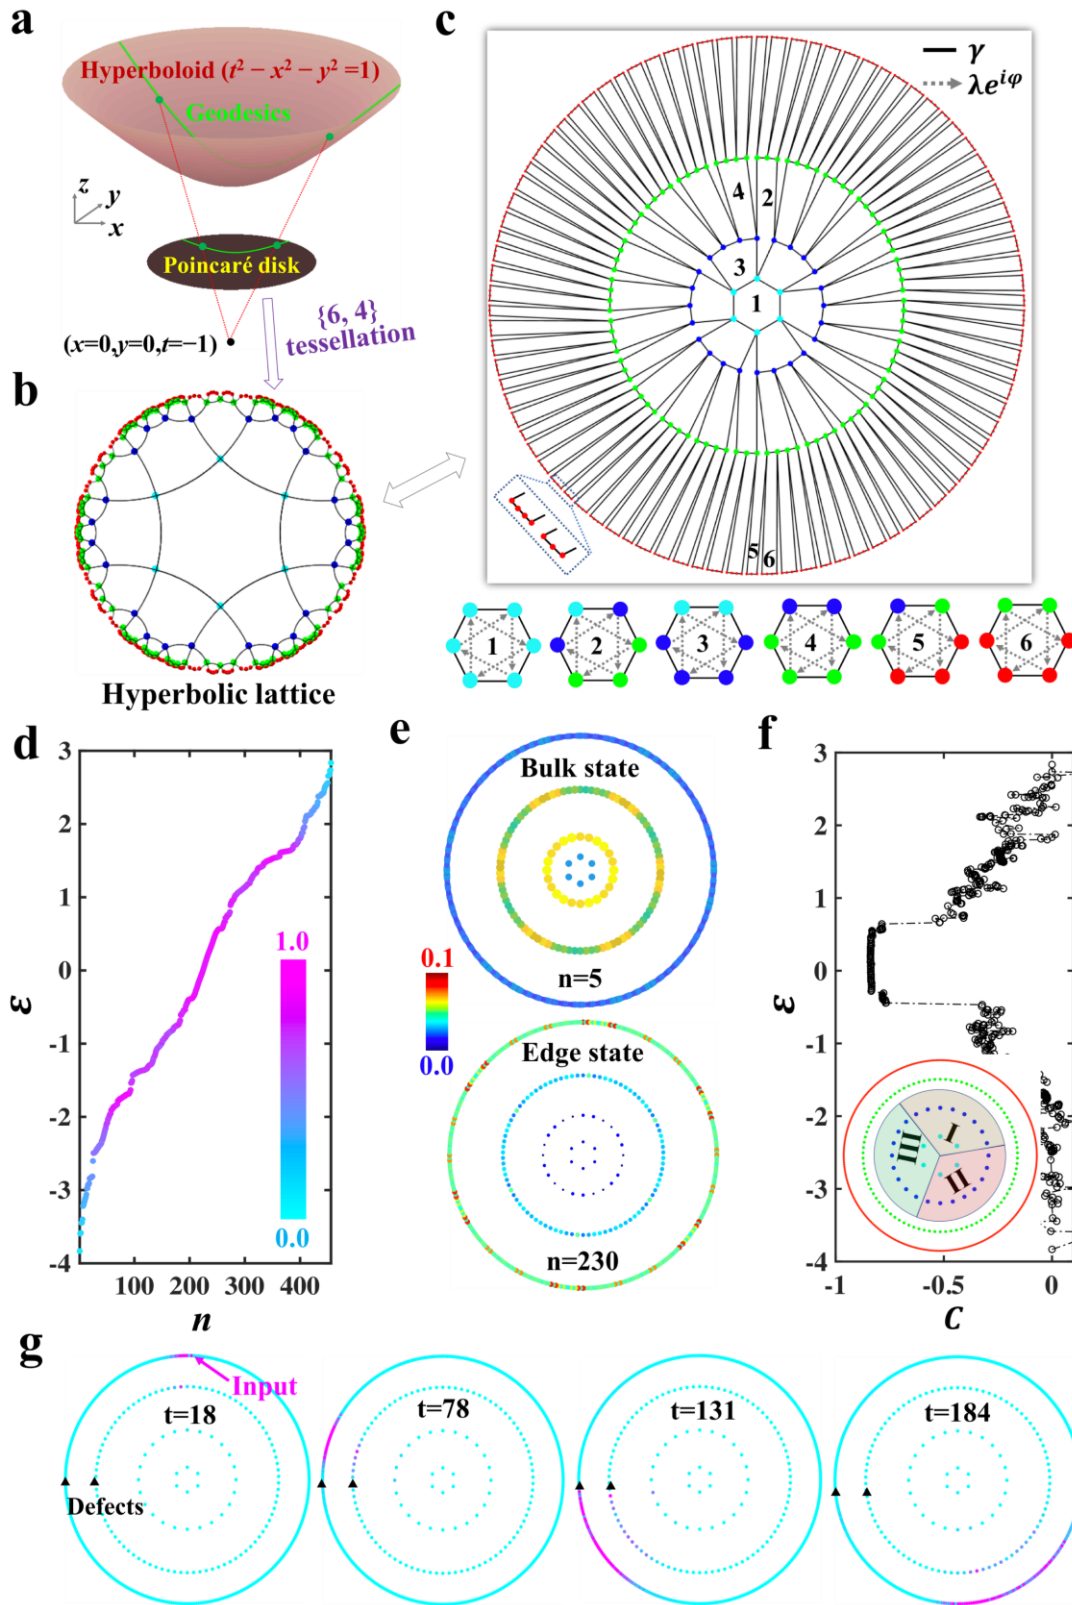 a
Hyperboloid (t² − x² − y² =1)
Geodesics
z
y
x
Poincaré disk
(x=0,y=0,t=−1)
{6, 4}
tessellation
b
Hyperbolic lattice
c
γ
λe^{iφ}
4
2
3
1
5
6
1
2
3
4
5
6
d
3
2
1
0
-1
-2
-3
-4
ε
1.0
0.0
100
200
300
400
n
e
Bulk state
n=5
0.1
0.0
Edge state
n=230
f
3
2
1
0
-1
-2
-3
-4
ε
I
II
III
-1
-0.5
0
C
g
Input
t=18
Defects
t=78
t=131
t=184